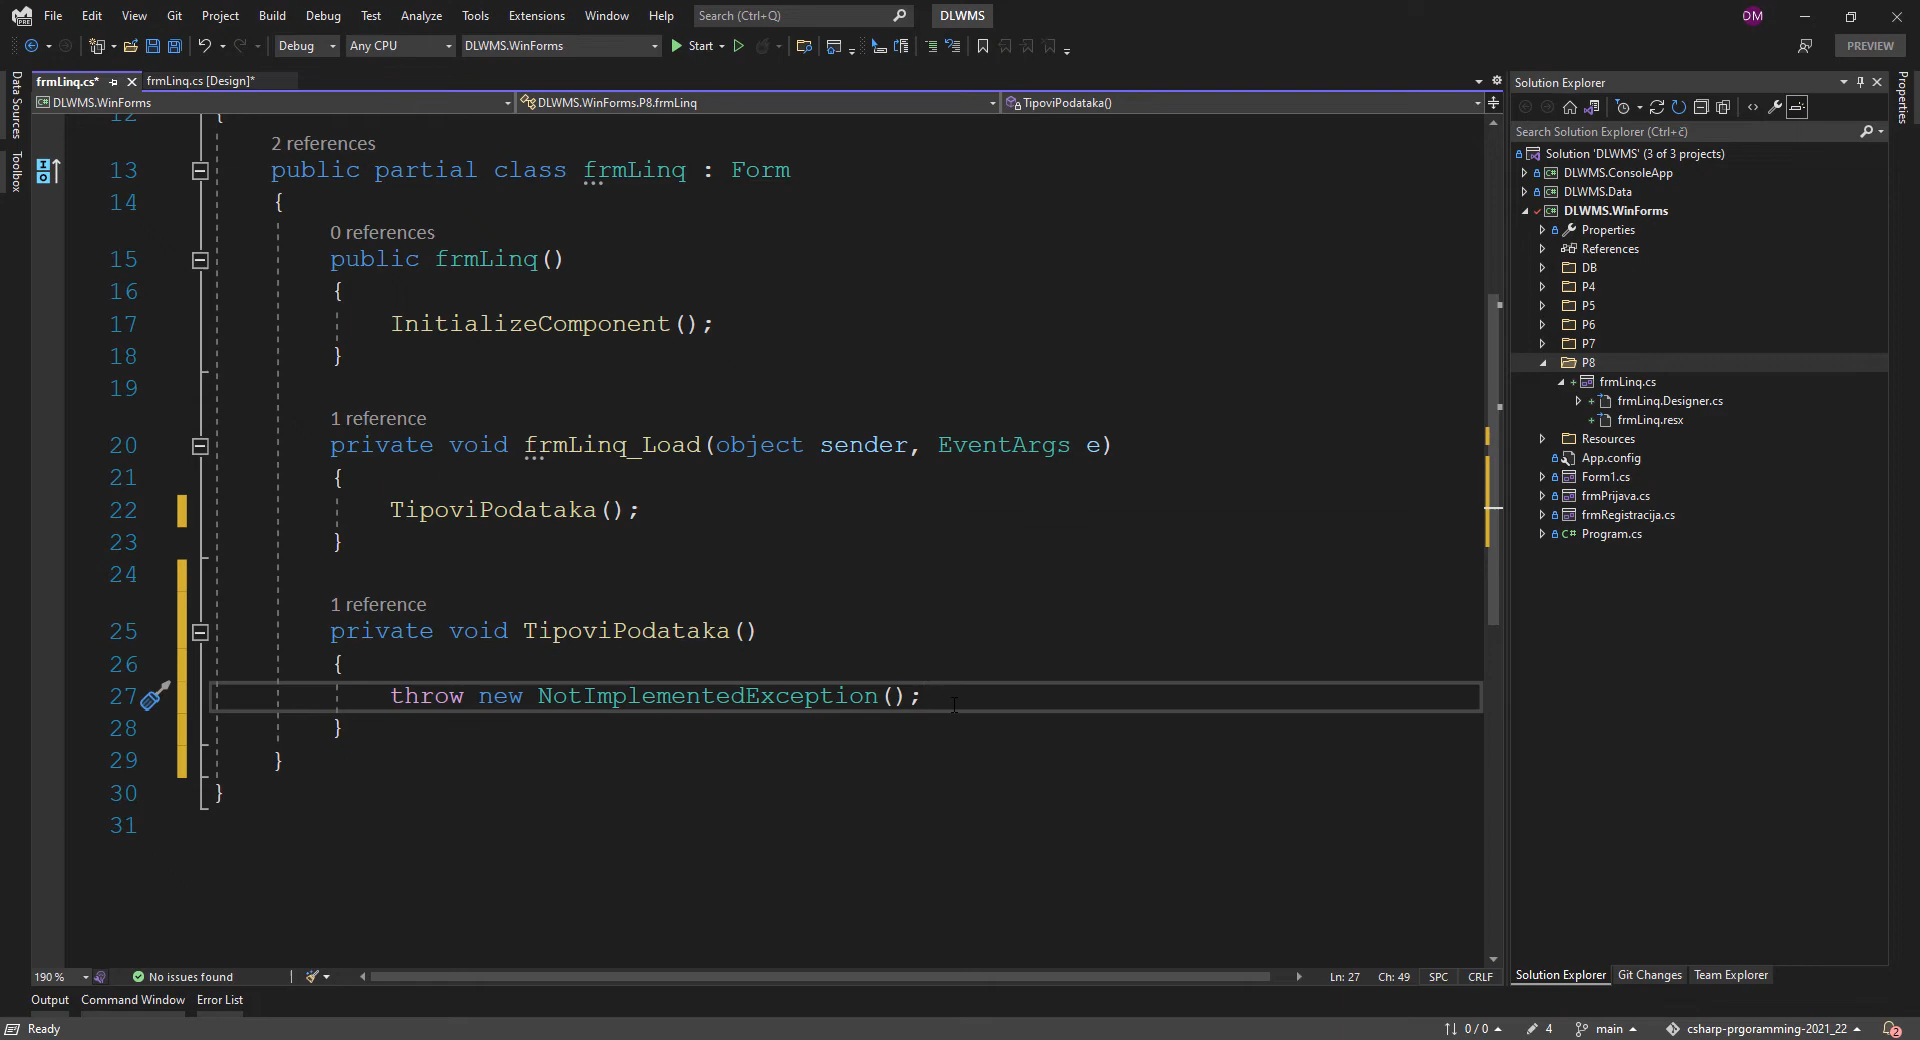 File Edit View Git Project Build Debug Test Analyze Tools Extensions Window Help Search (Ctrl+Q) DLWMS DM
Debug Any CPU DLWMS.WinForms Start PREVIEW
frmLinq.cs* frmLinq.cs [Design]*
DLWMS.WinForms DLWMS.WinForms.P8.frmLinq TipoviPodataka()
Data Sources
Toolbox
12 {
2 references
13 public partial class frmLinq : Form
14 {
0 references
15 public frmLinq()
16 {
17 InitializeComponent();
18 }
19
1 reference
20 private void frmLinq_Load(object sender, EventArgs e)
21 {
22 TipoviPodataka();
23 }
24
1 reference
25 private void TipoviPodataka()
26 {
27 throw new NotImplementedException();
28 }
29 }
30 }
31
190 % No issues found Ln: 27 Ch: 49 SPC CRLF
Output Command Window Error List
Solution Explorer
Search Solution Explorer (Ctrl+č)
Solution 'DLWMS' (3 of 3 projects)
DLWMS.ConsoleApp
DLWMS.Data
DLWMS.WinForms
Properties
References
DB
P4
P5
P6
P7
P8
frmLinq.cs
frmLinq.Designer.cs
frmLinq.resx
Resources
App.config
Form1.cs
frmPrijava.cs
frmRegistracija.cs
Program.cs
Solution Explorer Git Changes Team Explorer
Properties
Ready 0 / 0 4 main csharp-prgoramming-2021_22 2